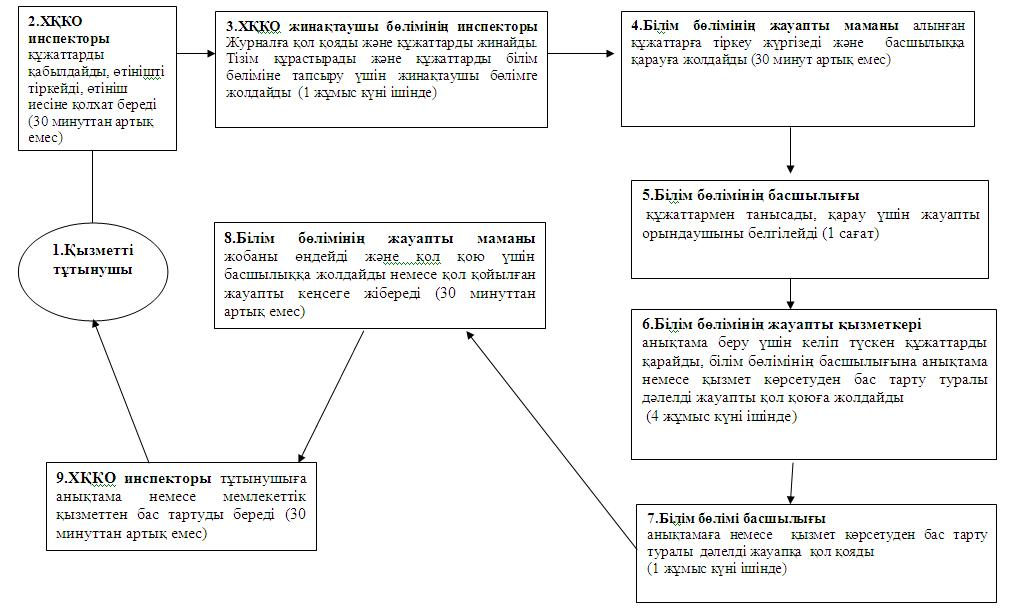 2.ХҚКО
инспекторы
құжаттарды
қабылдайды, өтінішті
тіркейді, өтініш
иесіне қолхат береді
(30 минуттан артық
емес)
3.ХҚКО жинақтаушы бөлімінің инспекторы
Журналға қол қояды және құжаттарды жинайды.
Тізім құрастырады және құжаттарды білім
бөліміне тапсыру үшін жинақтаушы бөлімге
жолдайды (1 жұмыс күні ішінде)
4.Білім бөлімінің жауапты маманы алынған
құжаттарға тіркеу жүргізеді және басшылыққа
қарауға жолдайды (30 минут артық емес)
5.Білім бөлімінің басшылығы
құжаттармен танысады, қарау үшін жауапты
орындаушыны белгілейді (1 сағат)
6.Білім бөлімінің жауапты қызметкері
анықтама беру үшін келіп түскен құжаттарды
қарайды, білім бөлімінің басшылығына анықтама
немесе қызмет көрсетуден бас тарту туралы
дәлелді жауапты қол қоюға жолдайды
(4 жұмыс күні ішінде)
7.Білім бөлімі басшылығы
анықтамаға немесе қызмет көрсетуден бас тарту
туралы дәлелді жауапқа қол қояды
(1 жұмыс күні ішінде)
8.Білім бөлімінің жауапты маманы
жобаны өңдейді және қол қою үшін
басшылыққа жолдайды немесе қол қойылған
жауапты кеңсеге жібереді (30 минуттан
артық емес)
9.ХҚКО инспекторы тұтынушыға
анықтама немесе мемлекеттік
қызметтен бас тартуды береді (30
минуттан артық емес)
1.Қызметті
тұтынушы